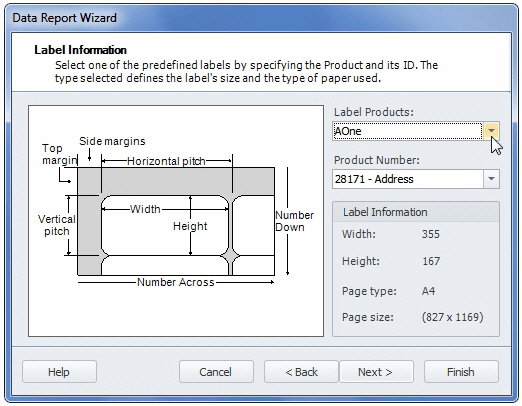 Data Report Wizard
Label Information
Select one of the predefined labels by specifying the Product and its ID. The
type selected defines the label's size and the type of paper used.
Top
margin
Side margins
Horizontal pitch
Vertical
pitch
Width
Height
Number
Down
Number Across
Label Products:
AOne
Product Number:
28171 - Address
Label Information
Width: 355
Height: 167
Page type: A4
Page size: (827 x 1169)
Help
Cancel
< Back
Next >
Finish